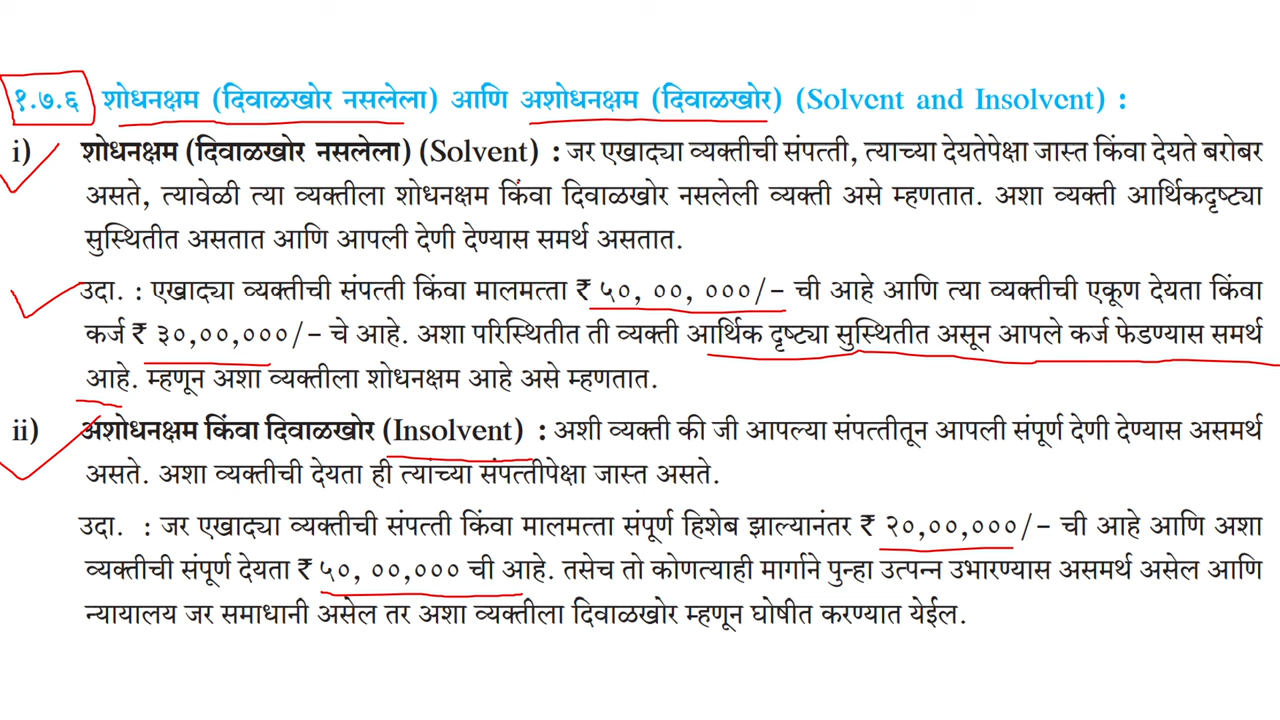 १.७.६ शोधनक्षम (दिवाळखोर नसलेला) आणि अशोधनक्षम (दिवाळखोर) (Solvent and Insolvent) :
i) शोधनक्षम (दिवाळखोर नसलेला) (Solvent) : जर एखाद्या व्यक्तीची संपत्ती, त्याच्या देयतेपेक्षा जास्त किंवा देयते बरोबर
असते, त्यावेळी त्या व्यक्तीला शोधनक्षम किंवा दिवाळखोर नसलेली व्यक्ती असे म्हणतात. अशा व्यक्ती आर्थिकदृष्ट्या
सुस्थितीत असतात आणि आपली देणी देण्यास समर्थ असतात.
उदा. : एखाद्या व्यक्तीची संपत्ती किंवा मालमत्ता ₹ ५०, ००, ०००/– ची आहे आणि त्या व्यक्तीची एकूण देयता किंवा
कर्ज ₹ ३०,००,०००/– चे आहे. अशा परिस्थितीत ती व्यक्ती आर्थिक दृष्ट्या सुस्थितीत असून आपले कर्ज फेडण्यास समर्थ
आहे. म्हणून अशा व्यक्तीला शोधनक्षम आहे असे म्हणतात.
ii) अशोधनक्षम किंवा दिवाळखोर (Insolvent) : अशी व्यक्ती की जी आपल्या संपत्तीतून आपली संपूर्ण देणी देण्यास असमर्थ
असते. अशा व्यक्तीची देयता ही त्यांच्या संपत्तीपेक्षा जास्त असते.
उदा. : जर एखाद्या व्यक्तीची संपत्ती किंवा मालमत्ता संपूर्ण हिशेब झाल्यानंतर ₹ २०,००,०००/– ची आहे आणि अशा
व्यक्तीची संपूर्ण देयता ₹ ५०, ००,००० ची आहे. तसेच तो कोणत्याही मार्गाने पुन्हा उत्पन्न उभारण्यास असमर्थ असेल आणि
न्यायालय जर समाधानी असेल तर अशा व्यक्तीला दिवाळखोर म्हणून घोषीत करण्यात येईल.